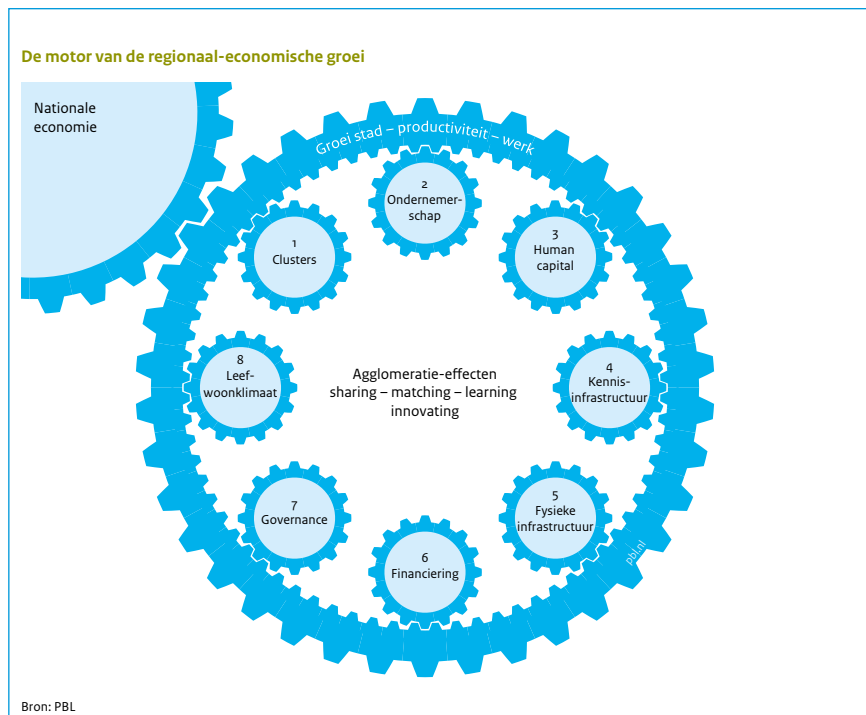 De motor van de regionaal-economische groei
Nationale
economie
Groei stad – productiviteit – werk
1
Clusters
2
Ondernemer-
schap
3
Human
capital
4
Kennis-
infrastructuur
5
Fysieke
infrastructuur
6
Financiering
7
Governance
8
Leef-
woonklimaat
Agglomeratie-effecten
sharing – matching – learning
innovating
pbl.nl
Bron: PBL